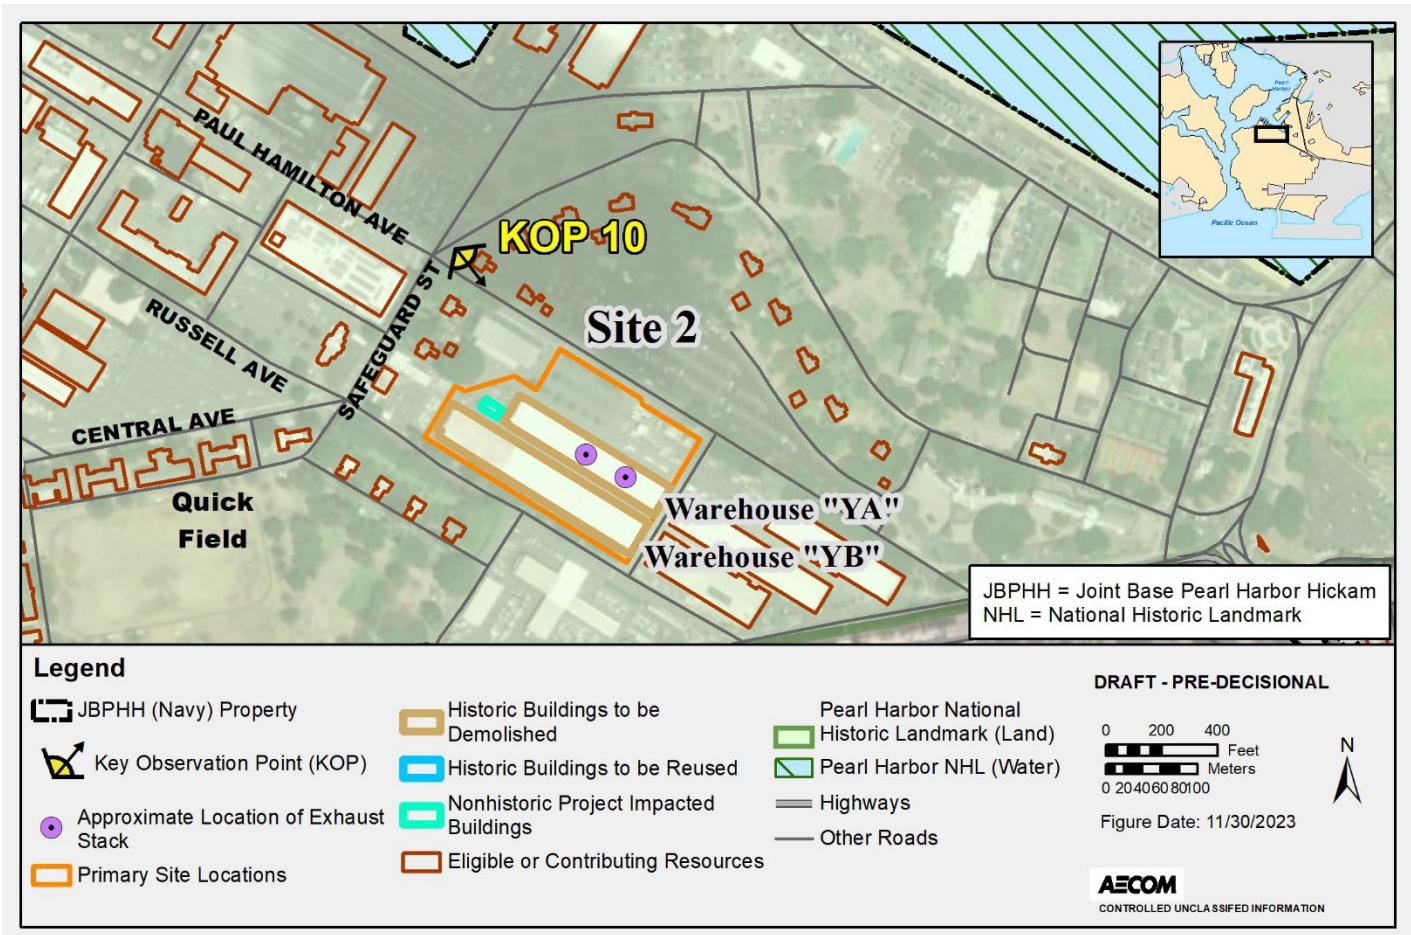 Pearl
Harbor
Pacific Ocean
PAUL HAMILTON AVE
KOP 10
SAFEGUARD ST
RUSSELL AVE
Site 2
CENTRAL AVE
Quick
Field
Warehouse "YA"
Warehouse "YB"
JBPHH = Joint Base Pearl Harbor Hickam
NHL = National Historic Landmark
Legend
JBPHH (Navy) Property
Key Observation Point (KOP)
Approximate Location of Exhaust
Stack
Primary Site Locations
Historic Buildings to be
Demolished
Historic Buildings to be Reused
Nonhistoric Project Impacted
Buildings
Eligible or Contributing Resources
Pearl Harbor National
Historic Landmark (Land)
Pearl Harbor NHL (Water)
Highways
Other Roads
DRAFT - PRE-DECISIONAL
0 200 400
Feet
Meters
0 20406080100
N
Figure Date: 11/30/2023
AECOM
CONTROLLED UNCLASSIFED INFORMATION